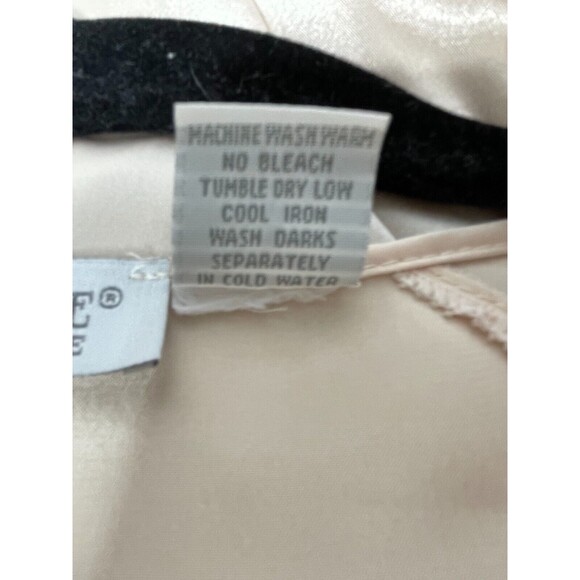 MACHINE WASH WARM
NO BLEACH
TUMBLE DRY LOW
COOL IRON
WASH DARKS
SEPARATELY
IN COLD WATER
E®
E